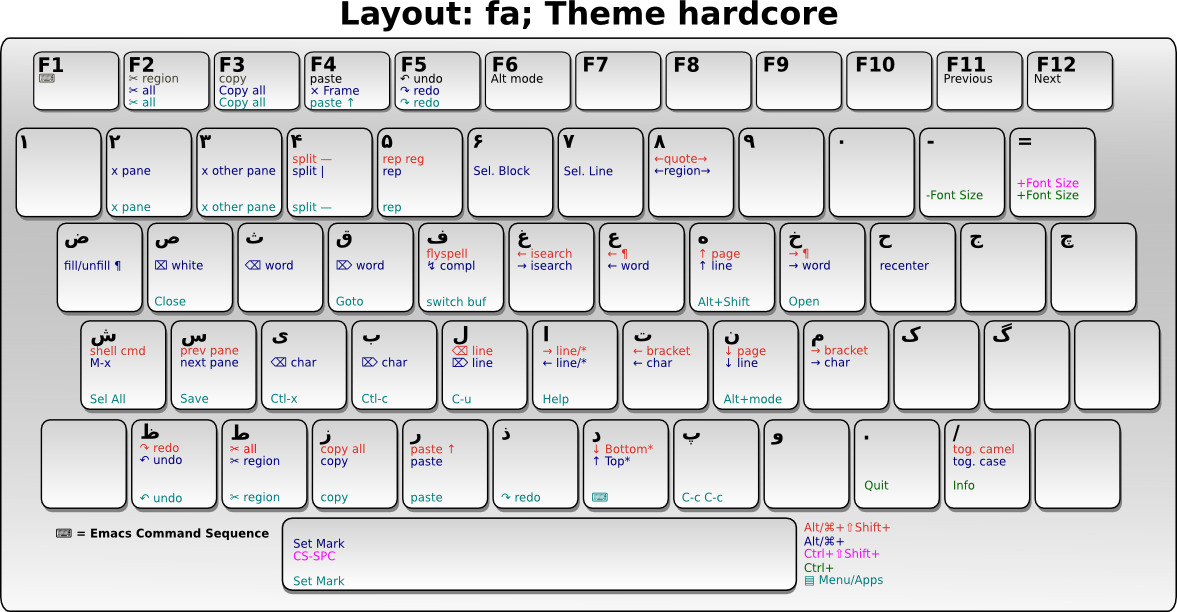 Layout: fa; Theme hardcore
F1
⌨
F2
✂ region
✂ all
✂ all
F3
copy
Copy all
Copy all
F4
paste
× Frame
paste ↑
F5
↶ undo
↷ redo
↷ redo
F6
Alt mode
F7
F8
F9
F10
F11
Previous
F12
Next
۱
۲
x pane
x pane
۳
x other pane
x other pane
۴
split —
split |
split —
۵
rep reg
rep
rep
۶
Sel. Block
۷
Sel. Line
۸
←quote→
←region→
۹
۰
-
-Font Size
=
+Font Size
+Font Size
ض
fill/unfill ¶
ص
⌧ white
Close
ث
⌫ word
ق
⌦ word
Goto
ف
flyspell
↯ compl
switch buf
غ
← isearch
→ isearch
ع
← ¶
← word
ه
↑ page
↑ line
Alt+Shift
خ
→ ¶
→ word
Open
ح
recenter
ج
چ
ش
shell cmd
M-x
Sel All
س
prev pane
next pane
Save
ی
⌫ char
Ctl-x
ب
⌦ char
Ctl-c
ل
⌫ line
⌦ line
C-u
ا
→ line/*
← line/*
Help
ت
← bracket
← char
ن
↓ page
↓ line
Alt+mode
م
→ bracket
→ char
ک
گ
ظ
↷ redo
↶ undo
↶ undo
ط
✂ all
✂ region
✂ region
ز
copy all
copy
copy
ر
paste ↑
paste
paste
ذ
↷ redo
د
↓ Bottom*
↑ Top*
⌨
پ
C-c C-c
و
.
Quit
/
tog. camel
tog. case
Info
⌨ = Emacs Command Sequence
Set Mark
CS-SPC
Set Mark
Alt/⌘+⇧Shift+
Alt/⌘+
Ctrl+⇧Shift+
Ctrl+
▤ Menu/Apps